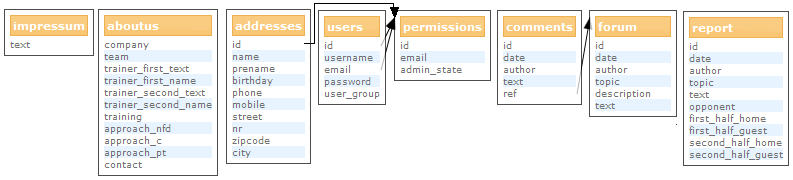 impressum
text
aboutus
company
team
trainer_first_text
trainer_first_name
trainer_second_text
trainer_second_name
training
approach_nfd
approach_c
approach_pt
contact
addresses
id
name
prename
birthday
phone
mobile
street
nr
zipcode
city
users
id
username
email
password
user_group
permissions
id
email
admin_state
comments
id
date
author
text
ref
forum
id
date
author
topic
description
text
report
id
date
author
topic
text
opponent
first_half_home
first_half_guest
second_half_home
second_half_guest